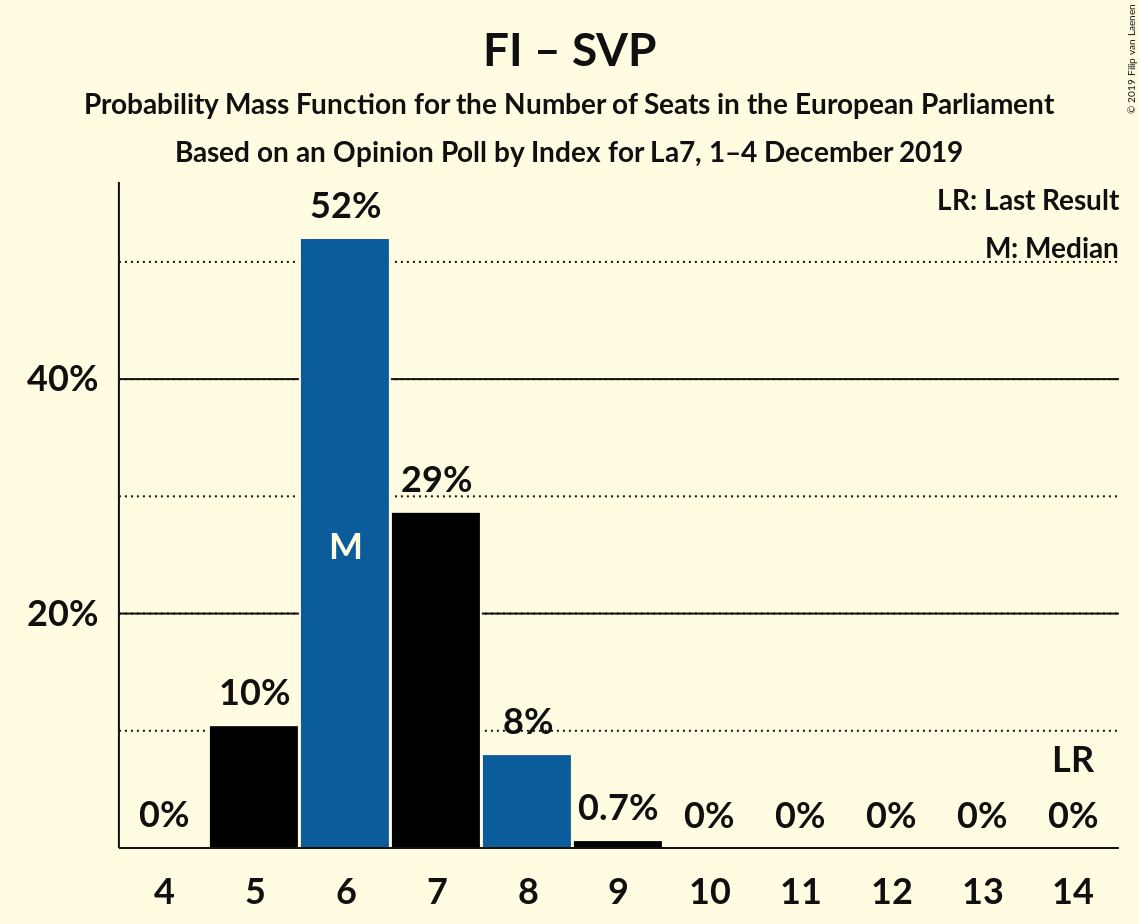 FI – SVP
Probability Mass Function for the Number of Seats in the European Parliament
Based on an Opinion Poll by Index for La7, 1–4 December 2019
© 2019 Filip van Laenen
LR: Last Result
M: Median
52%
40%
29%
M
20%
10%
8%
LR
0%
0.7%
0%
0%
0%
0%
0%
4 5 6 7 8 9 10 11 12 13 14